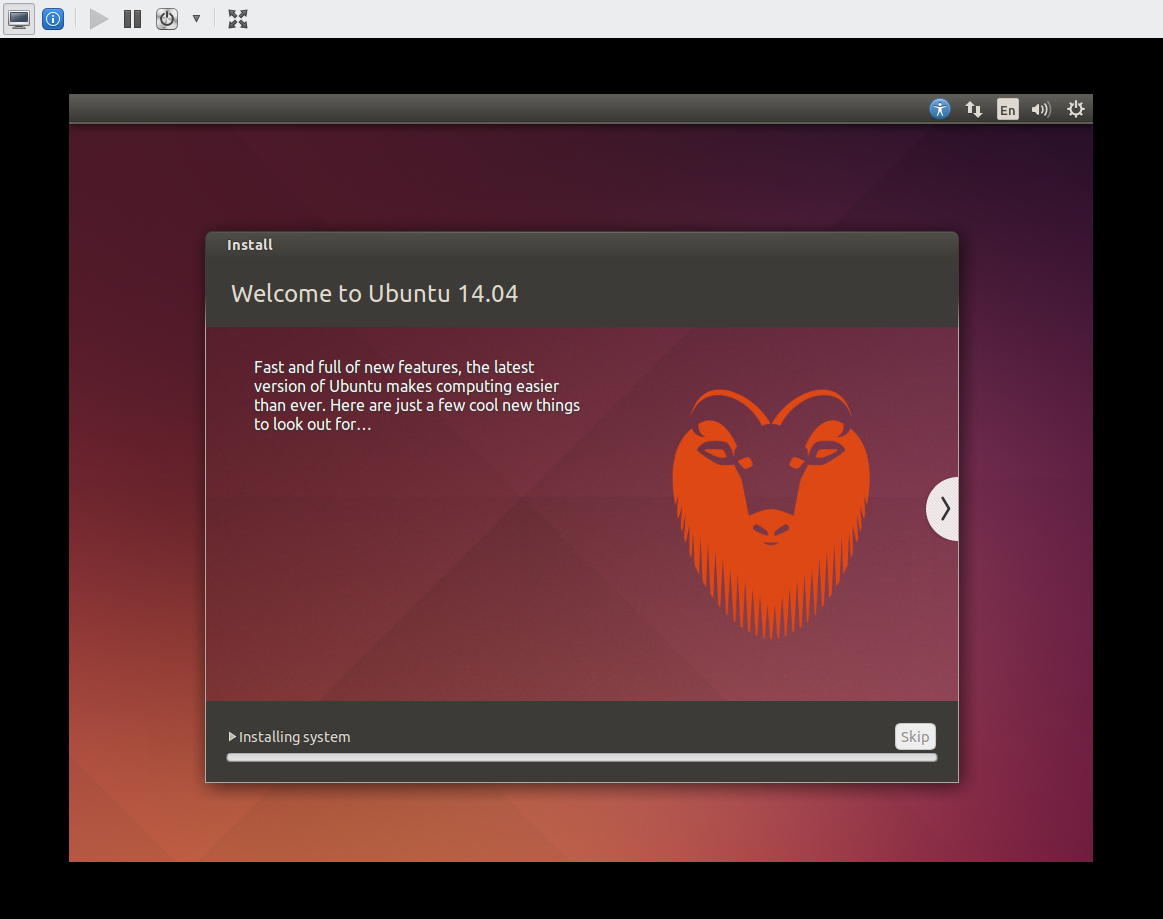 En
Install
Welcome to Ubuntu 14.04
Fast and full of new features, the latest
version of Ubuntu makes computing easier
than ever. Here are just a few cool new things
to look out for…
Installing system
Skip